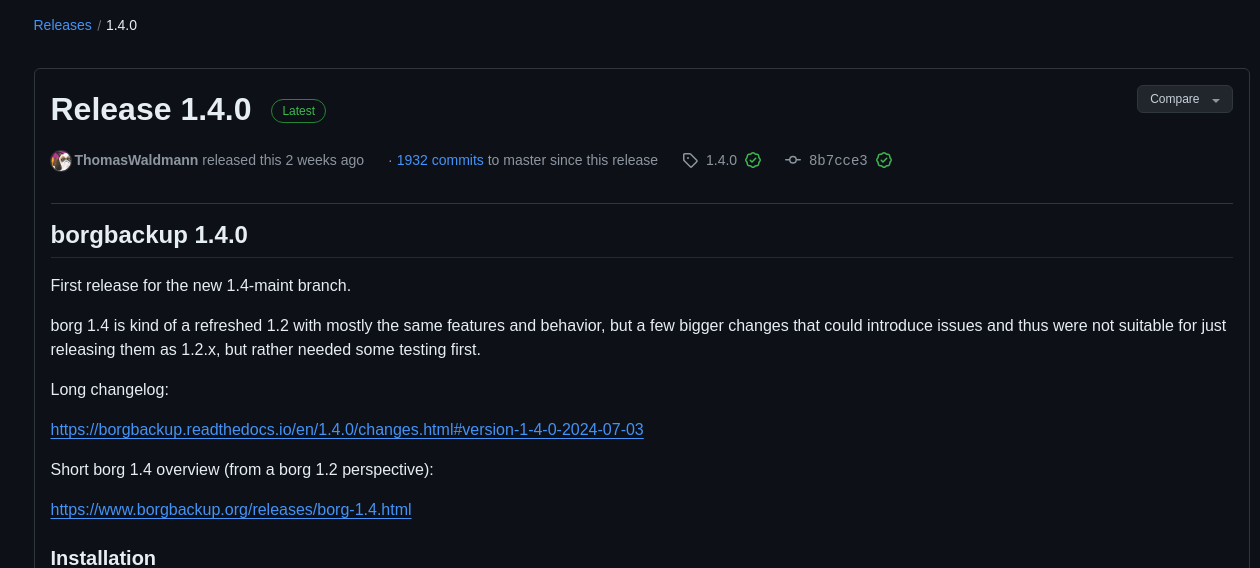 Releases / 1.4.0
Release 1.4.0 Latest Compare
ThomasWaldmann released this 2 weeks ago · 1932 commits to master since this release 1.4.0 8b7cce3
borgbackup 1.4.0
First release for the new 1.4-maint branch.
borg 1.4 is kind of a refreshed 1.2 with mostly the same features and behavior, but a few bigger changes that could introduce issues and thus were not suitable for just
releasing them as 1.2.x, but rather needed some testing first.
Long changelog:
https://borgbackup.readthedocs.io/en/1.4.0/changes.html#version-1-4-0-2024-07-03
Short borg 1.4 overview (from a borg 1.2 perspective):
https://www.borgbackup.org/releases/borg-1.4.html
Installation